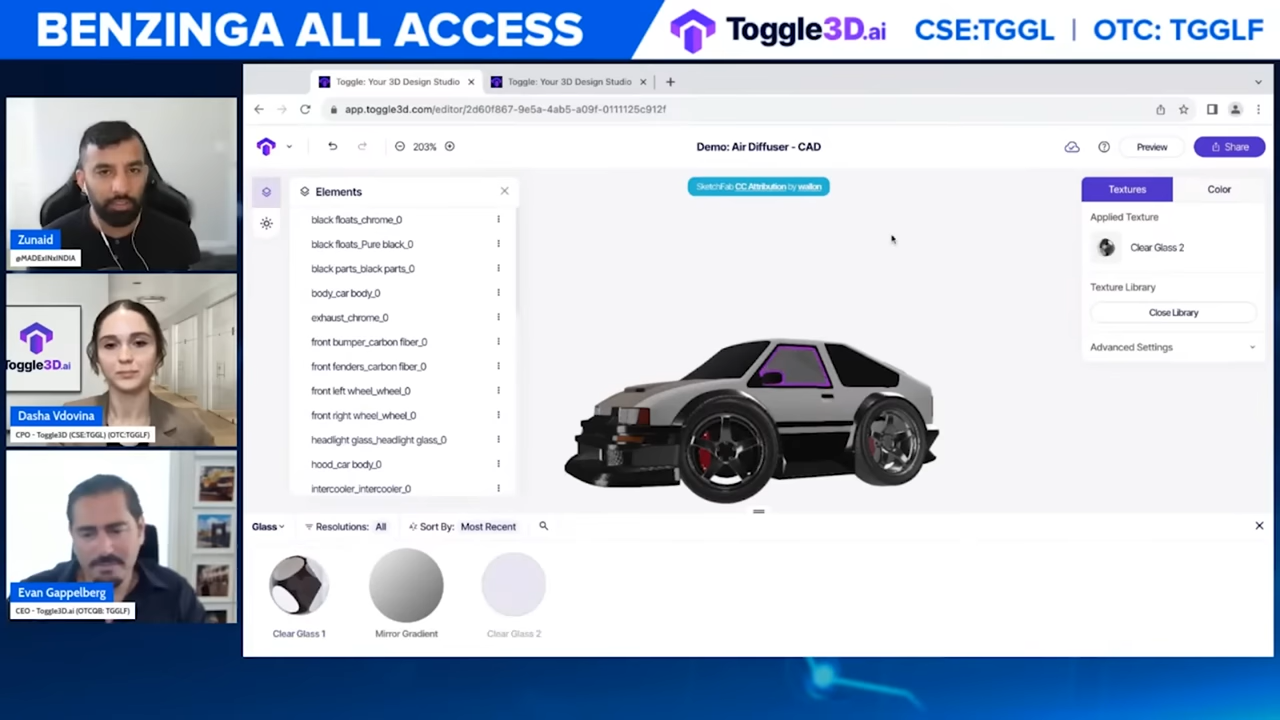 BENZINGA ALL ACCESS
Toggle3D.ai
CSE:TGGL | OTC: TGGLF
Toggle: Your 3D Design Studio
Toggle: Your 3D Design Studio
app.toggle3d.com/editor/2d60f867-9e5a-4ab5-a09f-0111125c912f
203%
Demo: Air Diffuser - CAD
Preview
Share
SketchFab CC Attribution by wallon
Elements
black floats_chrome_0
black floats_Pure black_0
black parts_black parts_0
body_car body_0
exhaust_chrome_0
front bumper_carbon fiber_0
front fenders_carbon fiber_0
front left wheel_wheel_0
front right wheel_wheel_0
headlight glass_headlight glass_0
hood_car body_0
intercooler_intercooler_0
Textures
Color
Applied Texture
Clear Glass 2
Texture Library
Close Library
Advanced Settings
Glass
Resolutions: All
Sort By: Most Recent
Clear Glass 1
Mirror Gradient
Clear Glass 2
Zunaid
@MADExINxINDIA
Toggle3D.ai
Dasha Vdovina
CPO - Toggle3D (CSE:TGGL) (OTC:TGGLF)
Evan Gappelberg
CEO - Toggle3D.ai (OTCQB: TGGLF)